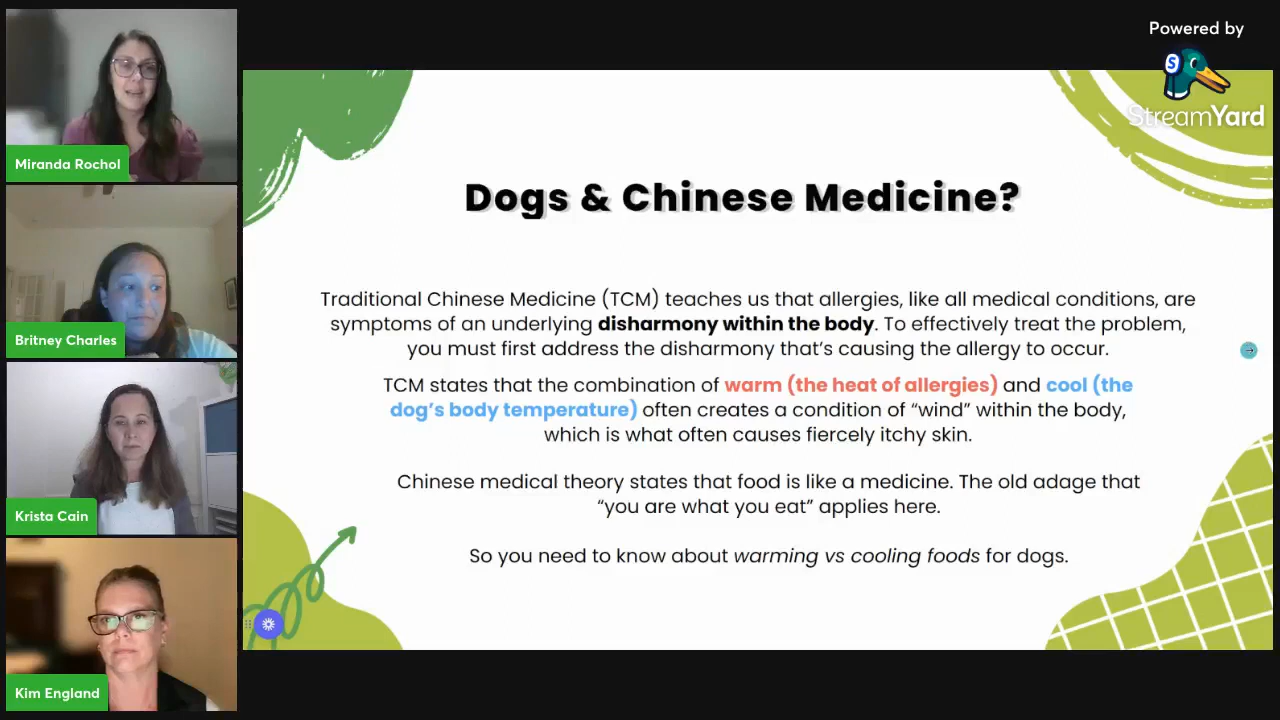 Powered by
S
StreamYard
Miranda Rochol
Britney Charles
Krista Cain
Kim England
Dogs & Chinese Medicine?
Traditional Chinese Medicine (TCM) teaches us that allergies, like all medical conditions, are
symptoms of an underlying disharmony within the body. To effectively treat the problem,
you must first address the disharmony that's causing the allergy to occur.
TCM states that the combination of warm (the heat of allergies) and cool (the
dog's body temperature) often creates a condition of “wind” within the body,
which is what often causes fiercely itchy skin.
Chinese medical theory states that food is like a medicine. The old adage that
“you are what you eat” applies here.
So you need to know about warming vs cooling foods for dogs.